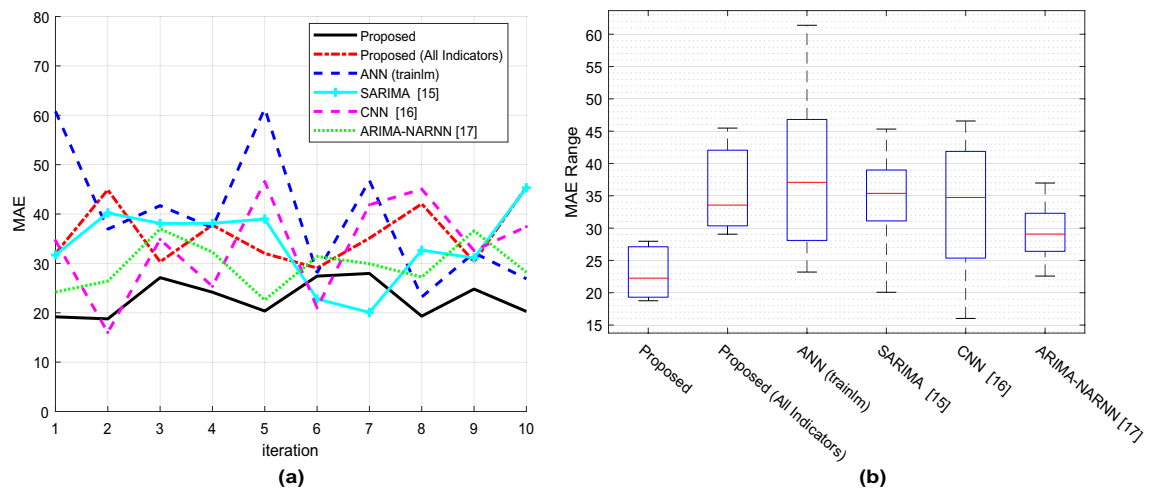 80
70
60
50
40
30
20
10
0
MAE
1 2 3 4 5 6 7 8 9 10
iteration
Proposed
Proposed (All Indicators)
ANN (trainlm)
SARIMA [15]
CNN [16]
ARIMA-NARNN [17]
(a)
60
55
50
45
40
35
30
25
20
15
MAE Range
Proposed
Proposed (All Indicators)
ANN (trainlm)
SARIMA [15]
CNN [16]
ARIMA-NARNN [17]
(b)